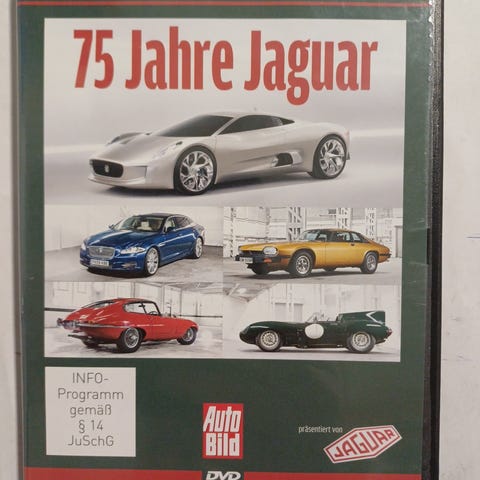 75 Jahre Jaguar
INFO-
Programm
gemäß
§ 14
JuSchG
Auto
Bild
DVD
präsentiert von
JAGUAR